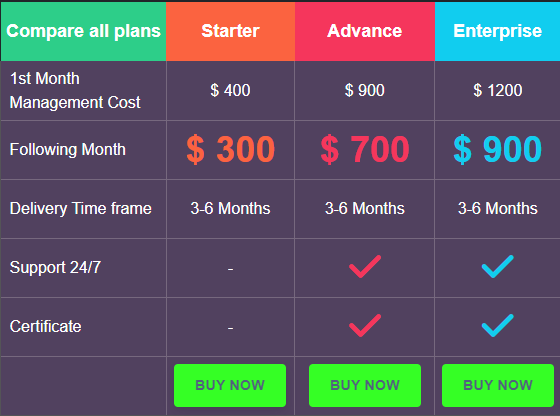 Compare all plans Starter Advance Enterprise
1st Month
Management Cost $ 400 $ 900 $ 1200
Following Month $ 300 $ 700 $ 900
Delivery Time frame 3-6 Months 3-6 Months 3-6 Months
Support 24/7 -
Certificate -
BUY NOW BUY NOW BUY NOW